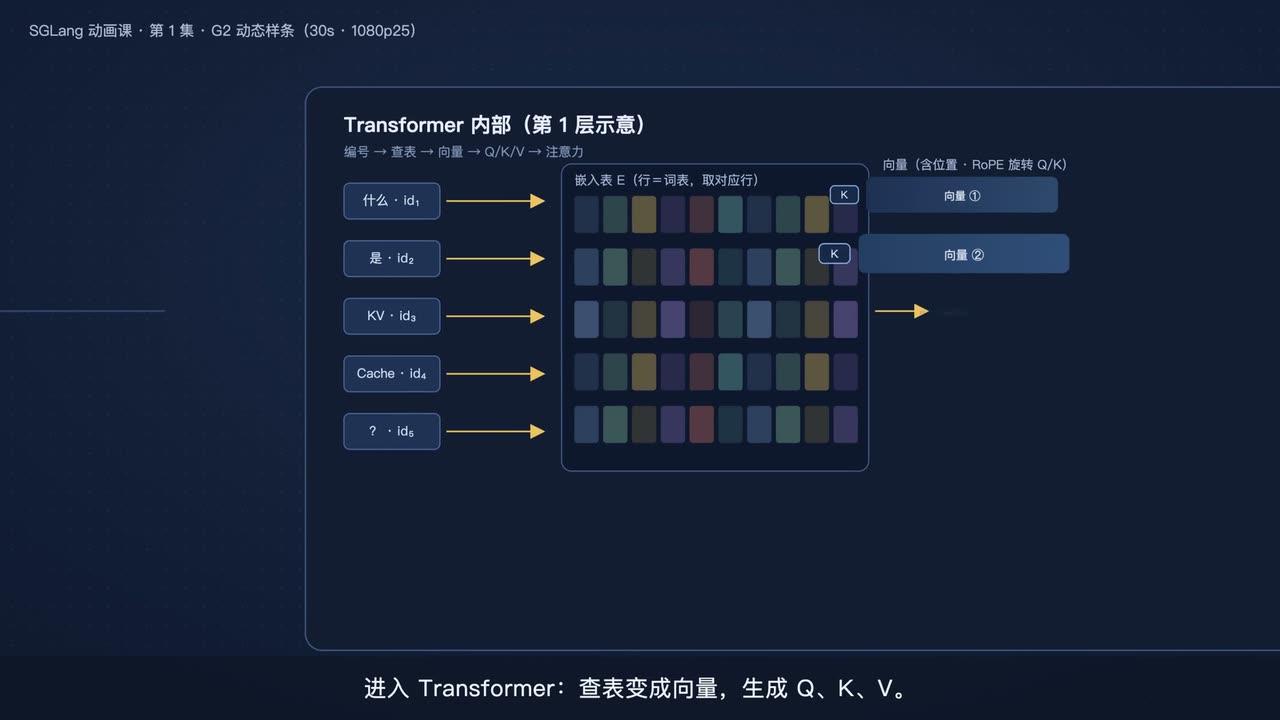 SGLang 动画课 · 第 1 集 · G2 动态样条（30s · 1080p25）
Transformer 内部（第 1 层示意）
编号 → 查表 → 向量 → Q/K/V → 注意力
嵌入表 E（行＝词表，取对应行）
向量（含位置 · RoPE 旋转 Q/K）
什么 · id₁
K
向量 ①
是 · id₂
K
向量 ②
KV · id₃
Cache · id₄
？ · id₅
进入 Transformer：查表变成向量，生成 Q、K、V。